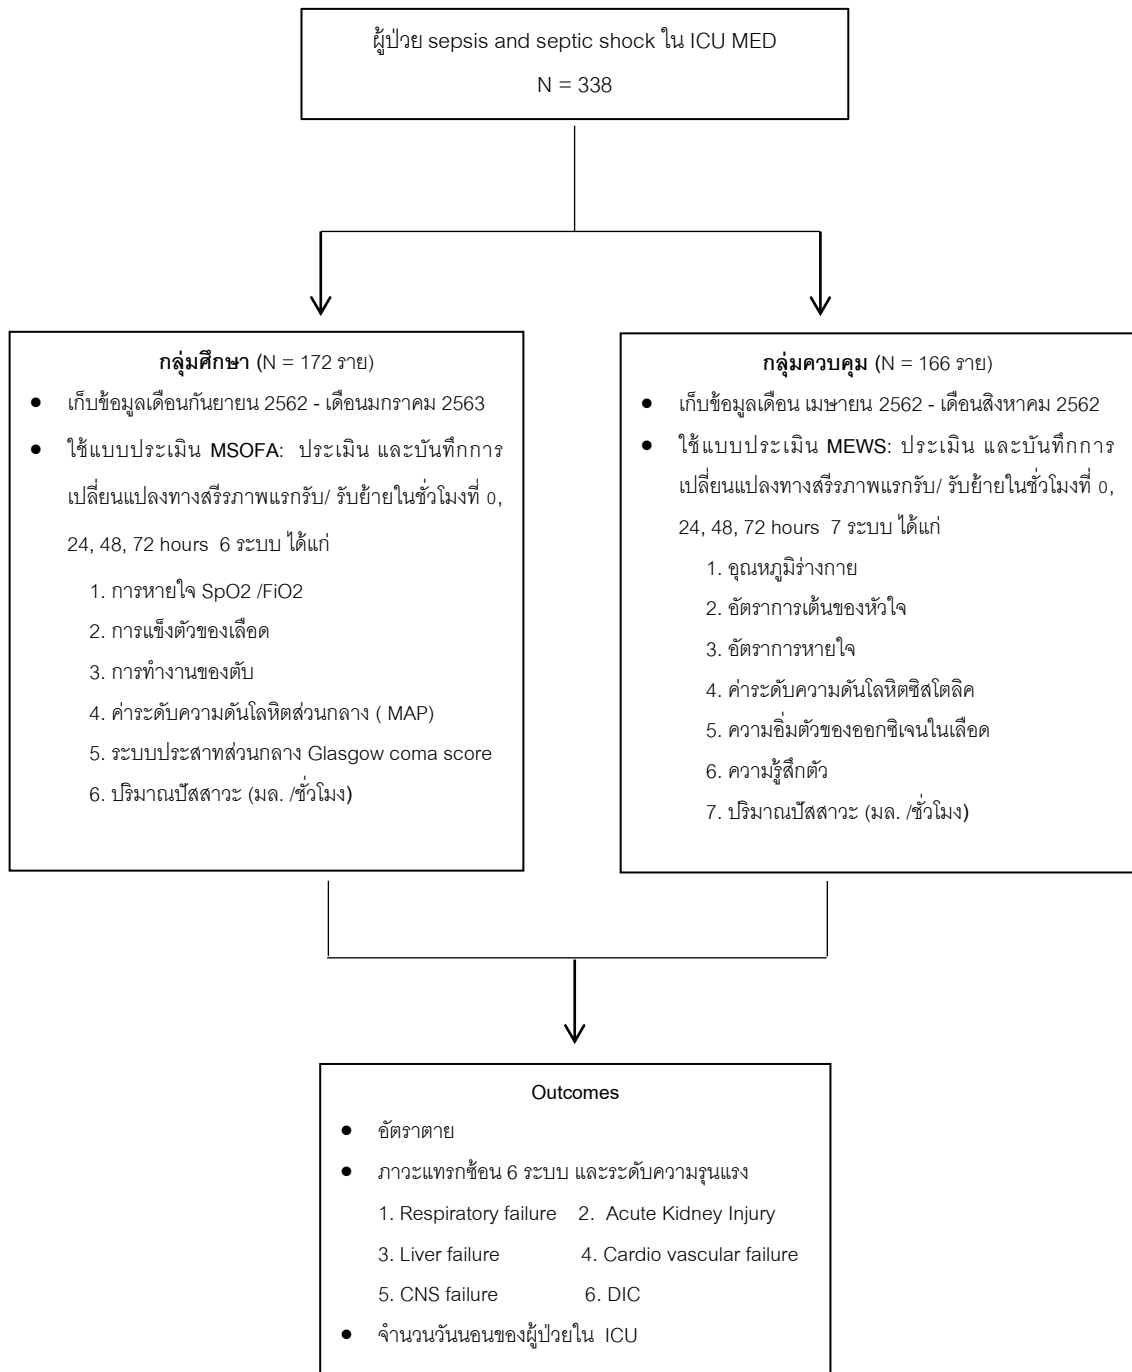 ผู้ป่วย sepsis and septic shock ใน ICU MED
N = 338
กลุ่มศึกษา (N = 172 ราย)
● เก็บข้อมูลเดือนกันยายน 2562 - เดือนมกราคม 2563
● ใช้แบบประเมิน MSOFA: ประเมิน และบันทึกการ
เปลี่ยนแปลงทางสรีรภาพแรกรับ/ รับย้ายในชั่วโมงที่ 0,
24, 48, 72 hours 6 ระบบ ได้แก่
1. การหายใจ SpO2 /FiO2
2. การแข็งตัวของเลือด
3. การทำงานของตับ
4. ค่าระดับความดันโลหิตส่วนกลาง ( MAP)
5. ระบบประสาทส่วนกลาง Glasgow coma score
6. ปริมาณปัสสาวะ (มล. /ชั่วโมง)
กลุ่มควบคุม (N = 166 ราย)
● เก็บข้อมูลเดือน เมษายน 2562 - เดือนสิงหาคม 2562
● ใช้แบบประเมิน MEWS: ประเมิน และบันทึกการ
เปลี่ยนแปลงทางสรีรภาพแรกรับ/ รับย้ายในชั่วโมงที่ 0,
24, 48, 72 hours 7 ระบบ ได้แก่
1. อุณหภูมิร่างกาย
2. อัตราการเต้นของหัวใจ
3. อัตราการหายใจ
4. ค่าระดับความดันโลหิตซิสโตลิค
5. ความอิ่มตัวของออกซิเจนในเลือด
6. ความรู้สึกตัว
7. ปริมาณปัสสาวะ (มล. /ชั่วโมง)
Outcomes
● อัตราตาย
● ภาวะแทรกซ้อน 6 ระบบ และระดับความรุนแรง
1. Respiratory failure 2. Acute Kidney Injury
3. Liver failure 4. Cardio vascular failure
5. CNS failure 6. DIC
● จำนวนวันนอนของผู้ป่วยใน ICU